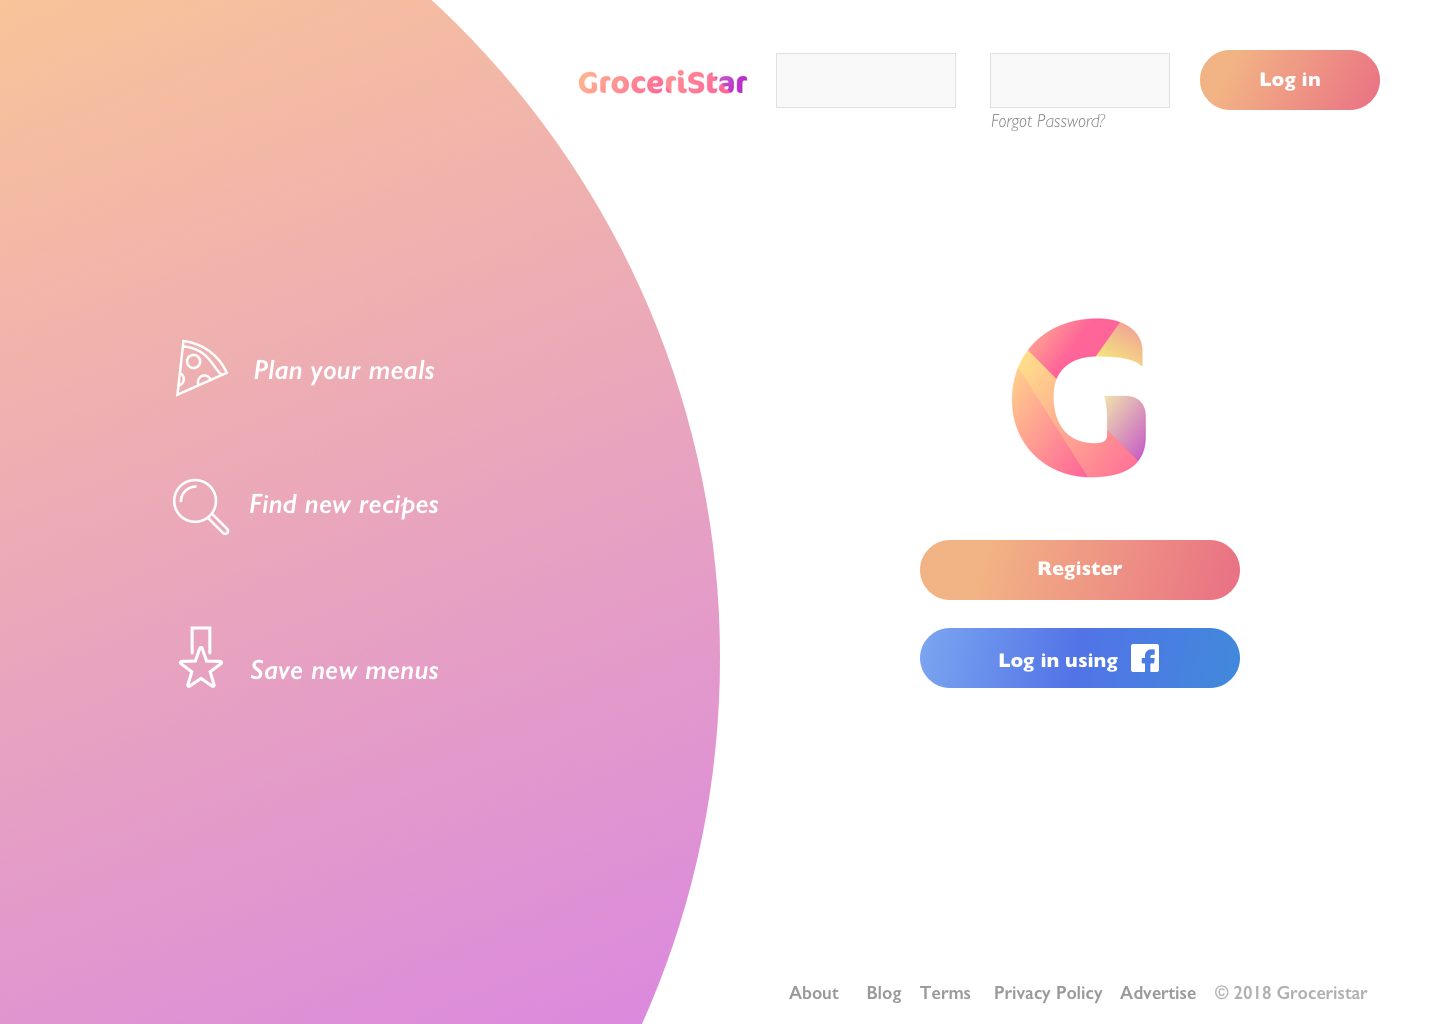 GroceriStar
Log in
Forgot Password?
Plan your meals
Find new recipes
Save new menus
G
Register
Log in using f
About Blog Terms Privacy Policy Advertise © 2018 Groceristar